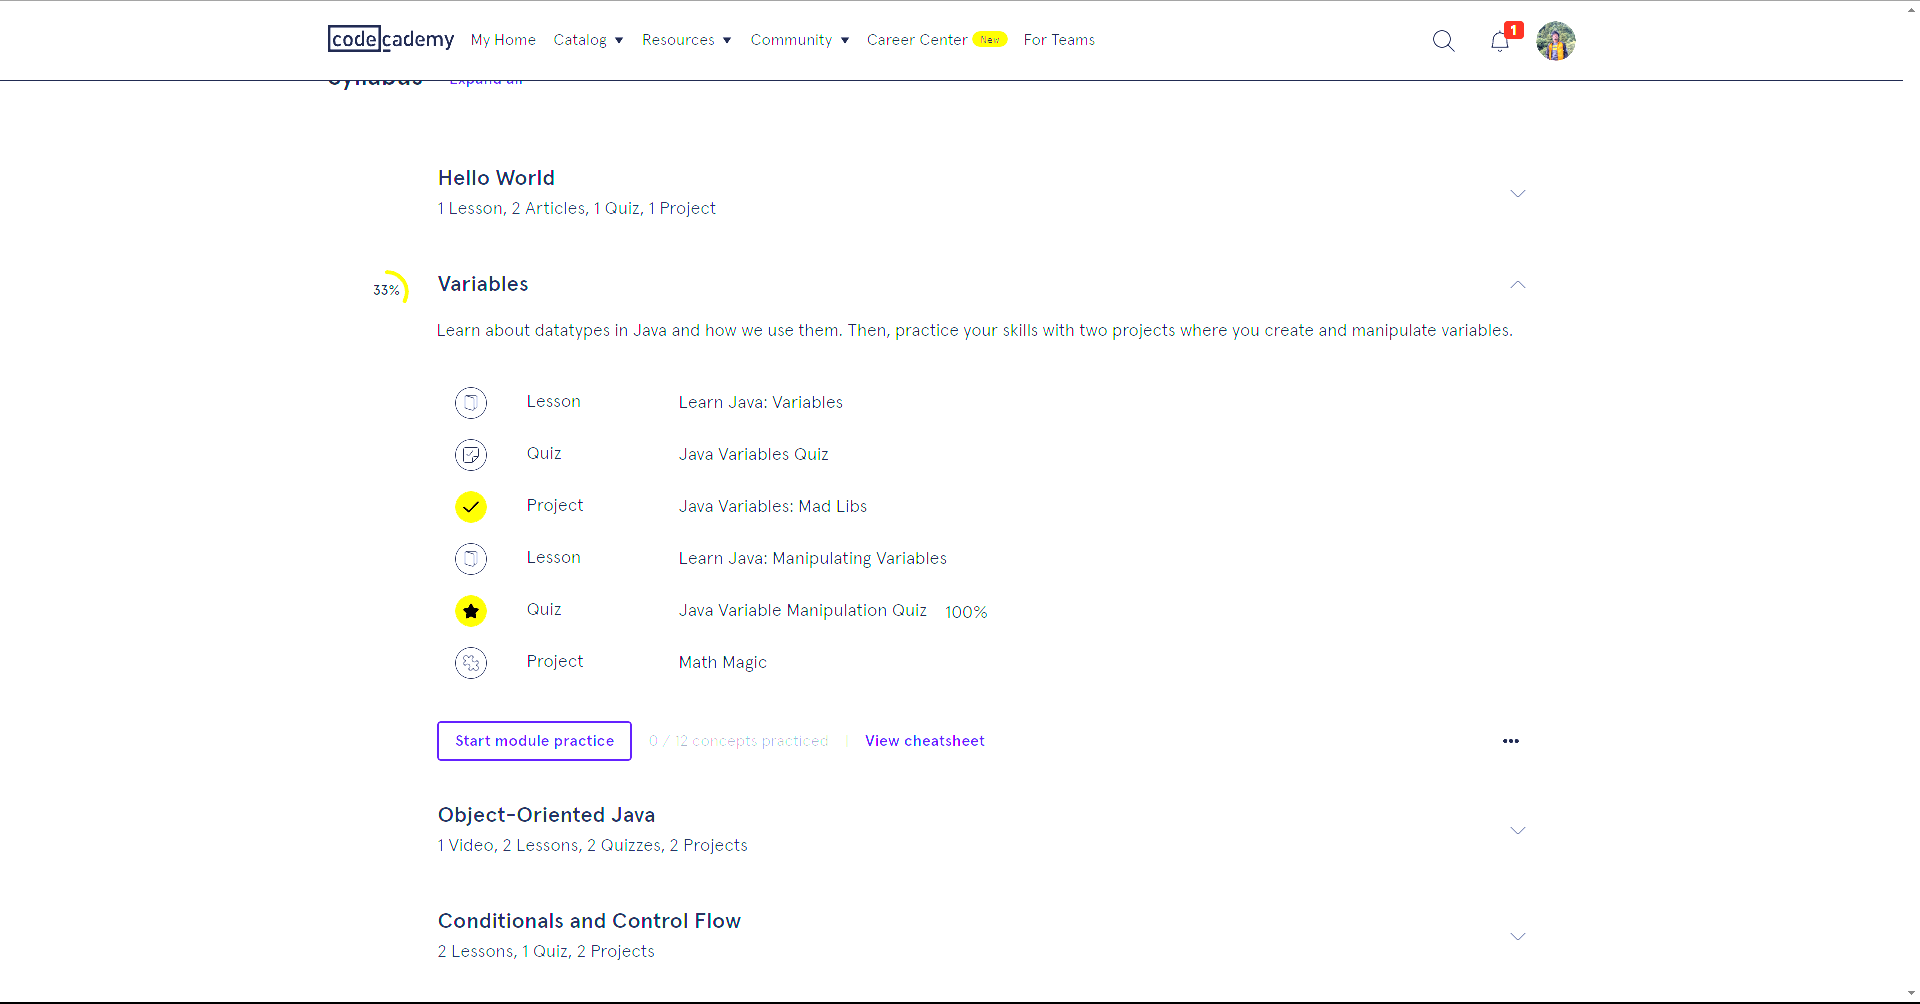 codecademy My Home Catalog Resources Community Career Center New For Teams 1
Syllabus Expand all
Hello World
1 Lesson, 2 Articles, 1 Quiz, 1 Project
33% Variables
Learn about datatypes in Java and how we use them. Then, practice your skills with two projects where you create and manipulate variables.
Lesson Learn Java: Variables
Quiz Java Variables Quiz
Project Java Variables: Mad Libs
Lesson Learn Java: Manipulating Variables
Quiz Java Variable Manipulation Quiz 100%
Project Math Magic
Start module practice 0 / 12 concepts practiced | View cheatsheet
Object-Oriented Java
1 Video, 2 Lessons, 2 Quizzes, 2 Projects
Conditionals and Control Flow
2 Lessons, 1 Quiz, 2 Projects